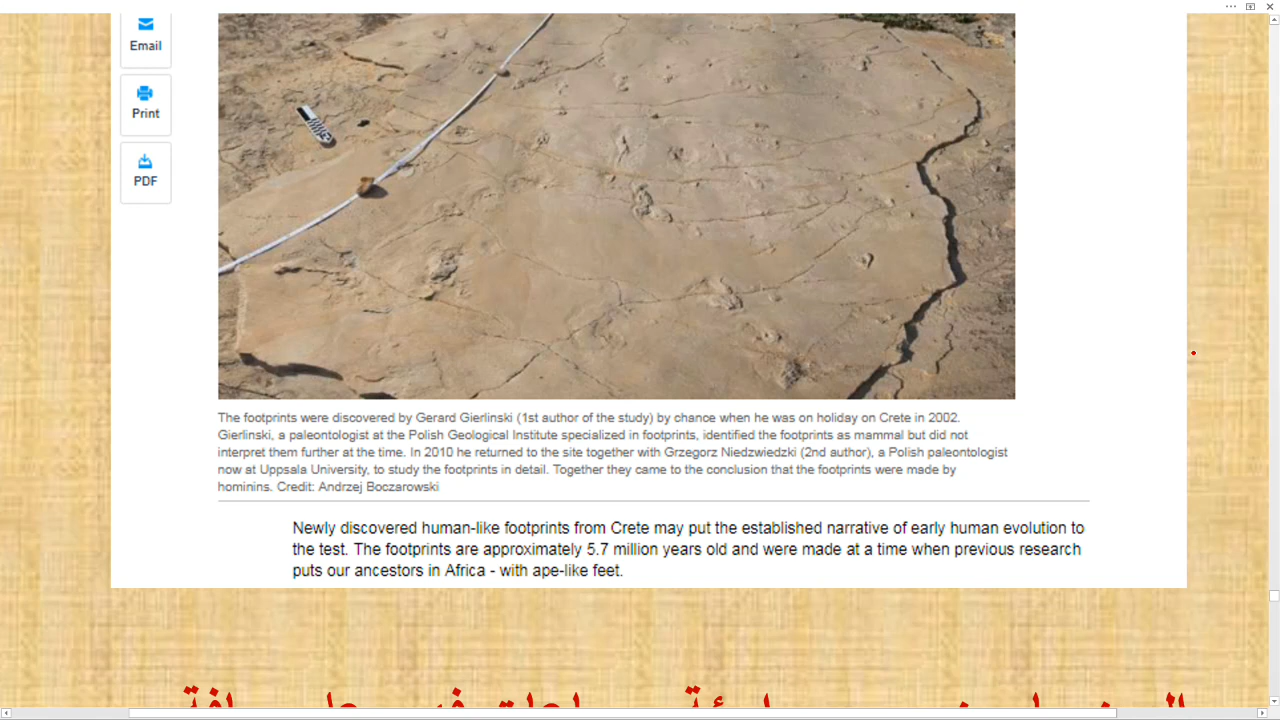 Email
Print
PDF
The footprints were discovered by Gerard Gierlinski (1st author of the study) by chance when he was on holiday on Crete in 2002.
Gierlinski, a paleontologist at the Polish Geological Institute specialized in footprints, identified the footprints as mammal but did not
interpret them further at the time. In 2010 he returned to the site together with Grzegorz Niedzwiedzki (2nd author), a Polish paleontologist
now at Uppsala University, to study the footprints in detail. Together they came to the conclusion that the footprints were made by
hominins. Credit: Andrzej Boczarowski
Newly discovered human-like footprints from Crete may put the established narrative of early human evolution to
the test. The footprints are approximately 5.7 million years old and were made at a time when previous research
puts our ancestors in Africa - with ape-like feet.